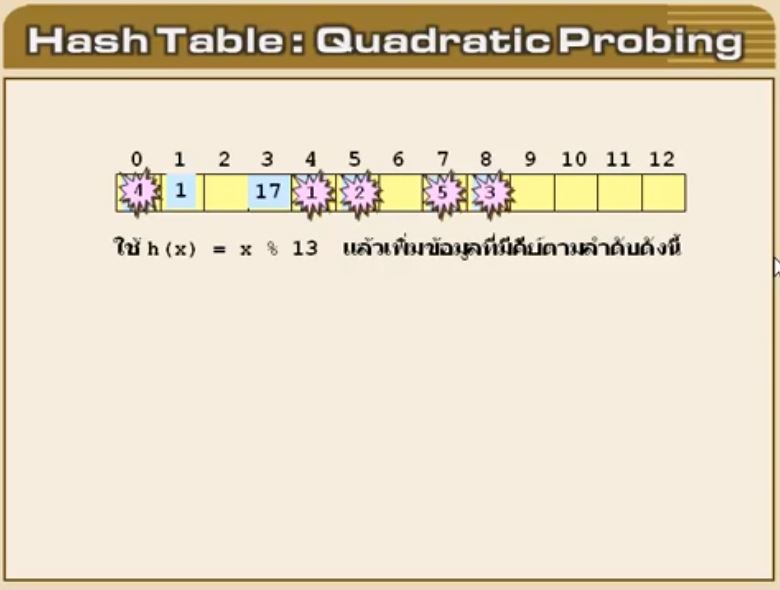 Hash Table : Quadratic Probing
0 1 2 3 4 5 6 7 8 9 10 11 12
4 1 17 1 2 5 3
ใช้ h(x) = x % 13 แล้วเพิ่มข้อมูลที่มีคีย์ตามลำดับดังนี้